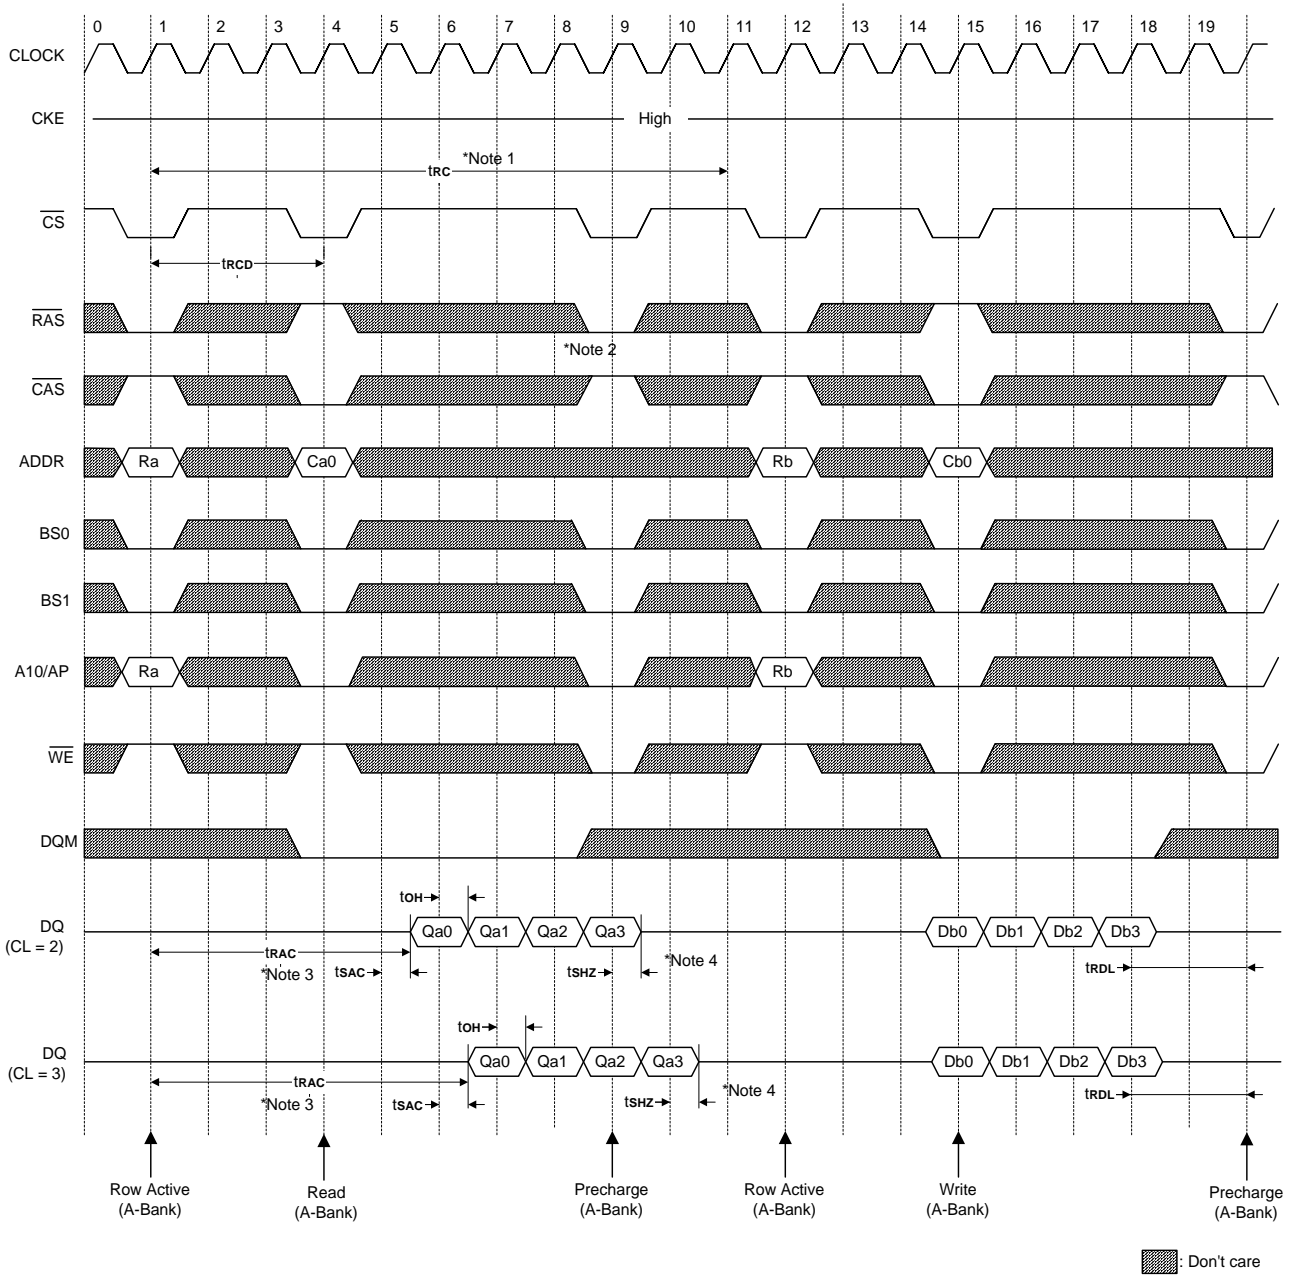 0 1 2 3 4 5 6 7 8 9 10 11 12 13 14 15 16 17 18 19
CLOCK
CKE High
*Note 1
tRC
CS
tRCD
RAS
*Note 2
CAS
ADDR Ra Ca0 Rb Cb0
BS0
BS1
A10/AP Ra Rb
WE
DQM
tOH
DQ
(CL = 2)
Qa0 Qa1 Qa2 Qa3 Db0 Db1 Db2 Db3
tRAC
*Note 3 tSAC tSHZ *Note 4 tRDL
tOH
DQ
(CL = 3)
Qa0 Qa1 Qa2 Qa3 Db0 Db1 Db2 Db3
tRAC
*Note 3 tSAC tSHZ *Note 4 tRDL
Row Active
(A-Bank)
Read
(A-Bank)
Precharge
(A-Bank)
Row Active
(A-Bank)
Write
(A-Bank)
Precharge
(A-Bank)
: Don't care